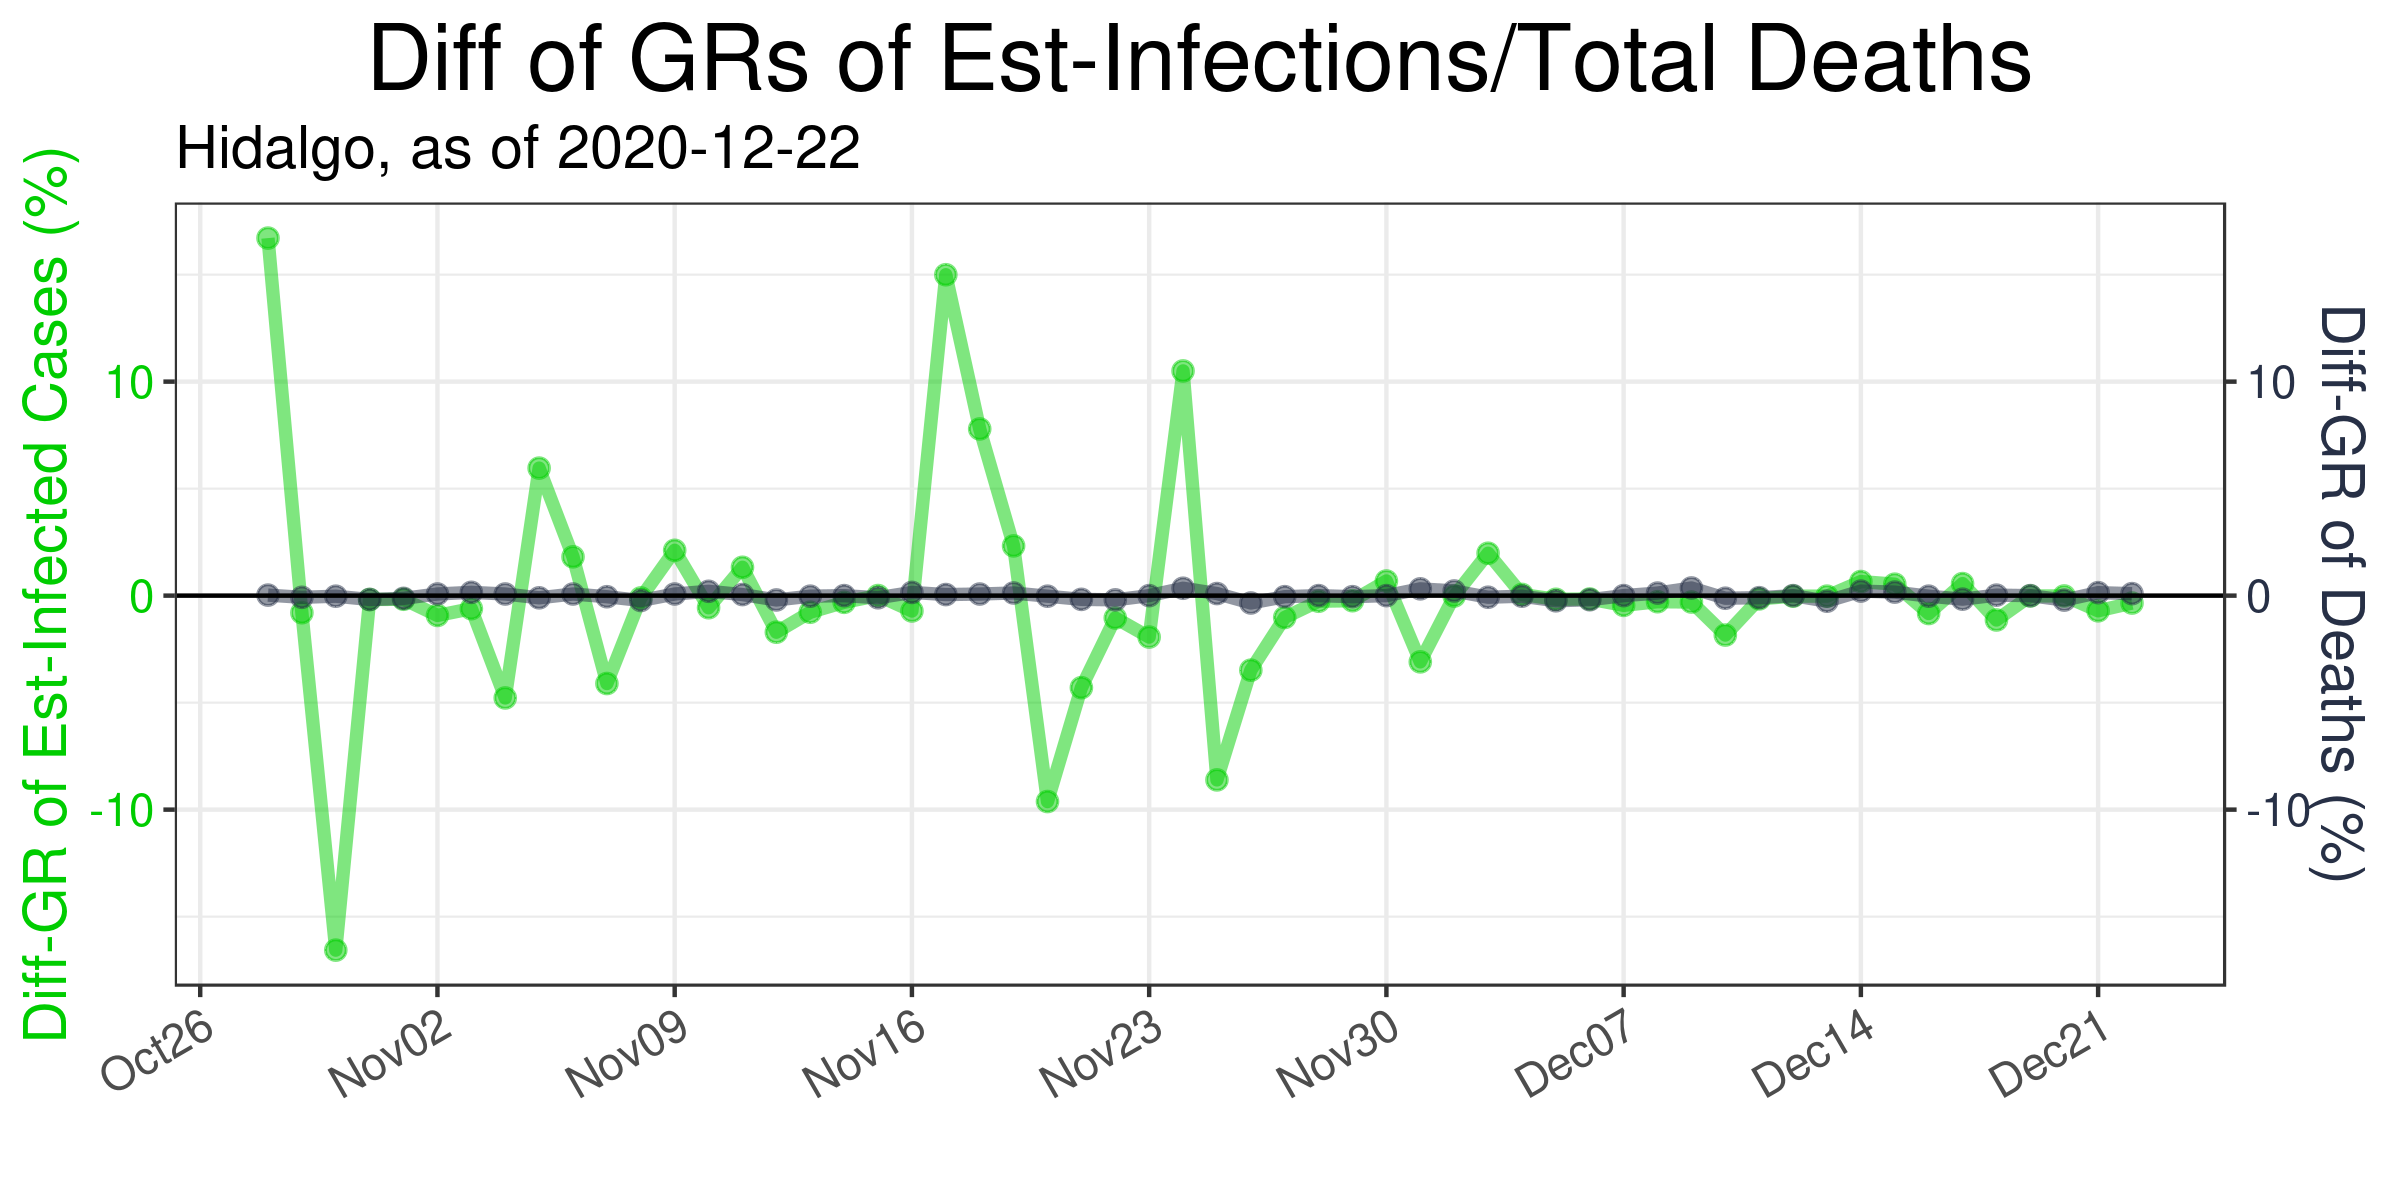 Diff of GRs of Est-Infections/Total Deaths
Hidalgo, as of 2020-12-22
Diff-GR of Est-Infected Cases (%)
10
0
-10
10
0
-10
Diff-GR of Deaths (%)
Oct26
Nov02
Nov09
Nov16
Nov23
Nov30
Dec07
Dec14
Dec21